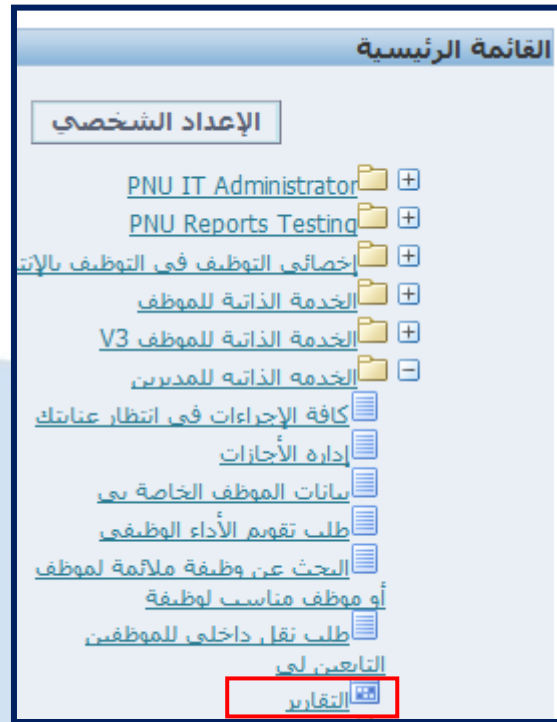 القائمة الرئيسية
الإعداد الشخصي
PNU IT Administrator
PNU Reports Testing
إخصائي التوظيف في التوظيف
الخدمة الذاتية للموظف
الخدمة الذاتية للموظف V3
الخدمه الذاتيه للمديرين
كافة الإجراءات في انتظار عنايتك
إداره الأجازات
بيانات الموظف الخاصة بي
طلب تقويم الأداء الوظيفي
البحث عن وظيفة ملائمة لموظف
أو موظف مناسب لوظيفة
طلب نقل داخلي للموظفين
التابعين لي
التقارير